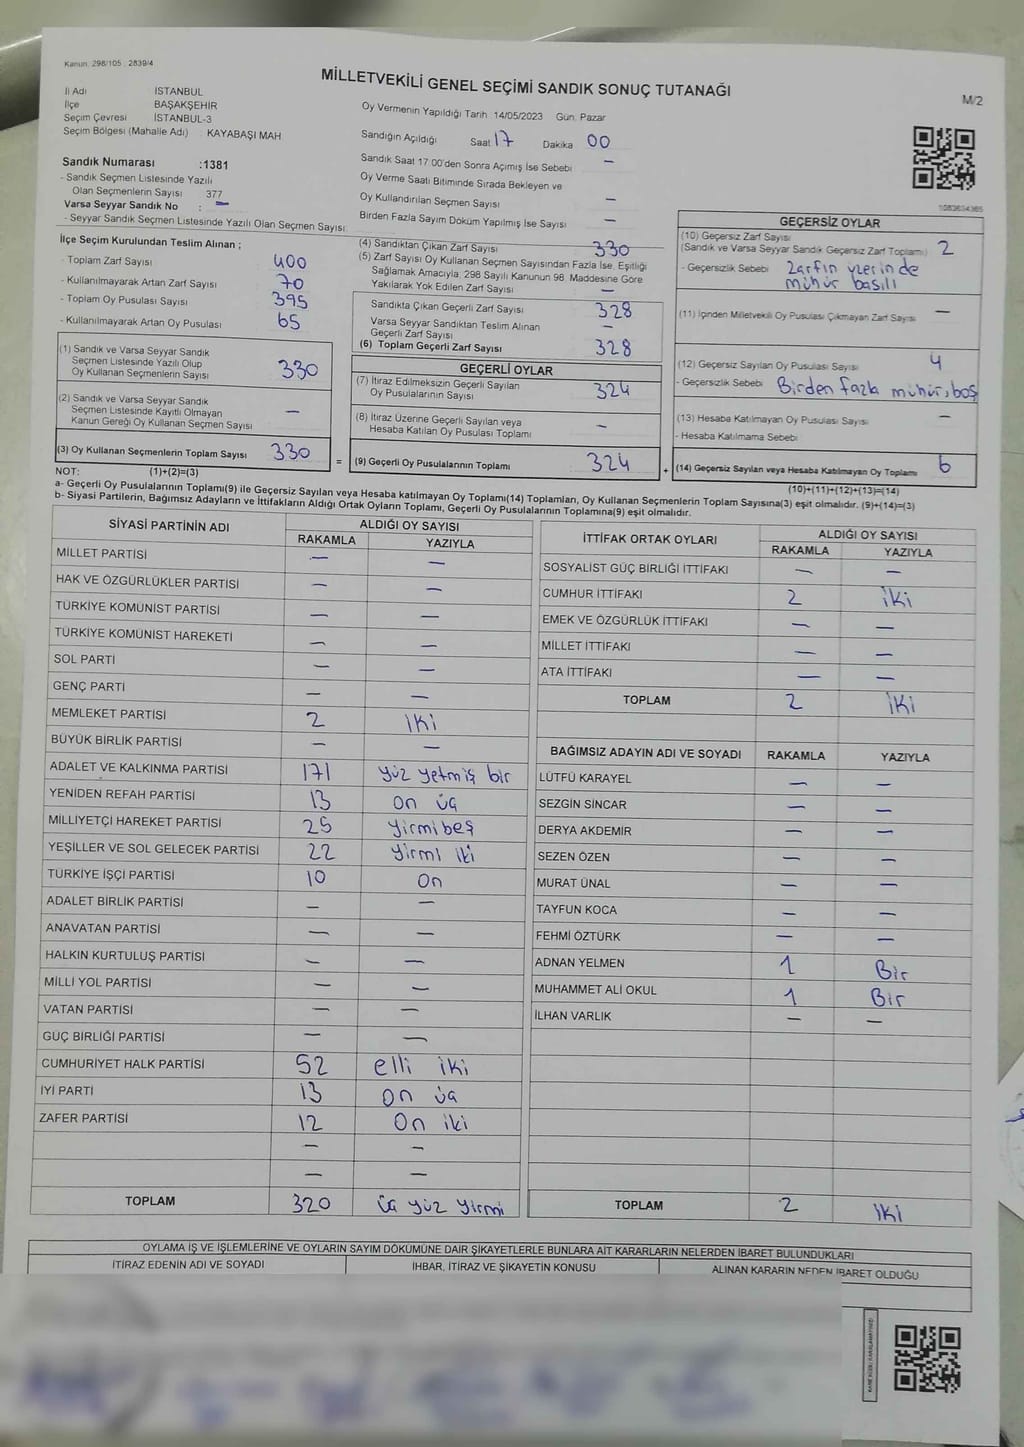 Kanun: 298/105 : 2839/4
MİLLETVEKİLİ GENEL SEÇİMİ SANDIK SONUÇ TUTANAĞI
M/2
İl Adı İSTANBUL
İlçe BAŞAKŞEHİR
Seçim Çevresi İSTANBUL-3
Seçim Bölgesi (Mahalle Adı) : KAYABAŞI MAH
Oy Vermenin Yapıldığı Tarih: 14/05/2023 Gün: Pazar
Sandığın Açıldığı Saat 17 Dakika 00
Sandık Saat 17:00'den Sonra Açımış İse Sebebi —
Oy Verme Saati Bitiminde Sırada Bekleyen ve
Oy Kullandırılan Seçmen Sayısı —
Birden Fazla Sayım Döküm Yapılmış İse Sayısı —
Sandık Numarası :1381
- Sandık Seçmen Listesinde Yazılı
Olan Seçmenlerin Sayısı 377
Varsa Seyyar Sandık No : —
- Seyyar Sandık Seçmen Listesinde Yazılı Olan Seçmen Sayısı:
İlçe Seçim Kurulundan Teslim Alınan ;
- Toplam Zarf Sayısı 400
- Kullanılmayarak Artan Zarf Sayısı 70
- Toplam Oy Pusulası Sayısı 395
- Kullanılmayarak Artan Oy Pusulası 65
(1) Sandık ve Varsa Seyyar Sandık
Seçmen Listesinde Yazılı Olup
Oy Kullanan Seçmenlerin Sayısı 330
(2) Sandık ve Varsa Seyyar Sandık
Seçmen Listesinde Kayıtlı Olmayan
Kanun Gereği Oy Kullanan Seçmen Sayısı —
(3) Oy Kullanan Seçmenlerin Toplam Sayısı 330
(1)+(2)=(3)
(4) Sandıktan Çıkan Zarf Sayısı 330
(5) Zarf Sayısı Oy Kullanan Seçmen Sayısından Fazla İse, Eşitliği
Sağlamak Amacıyla, 298 Sayılı Kanunun 98. Maddesine Göre
Yakılarak Yok Edilen Zarf Sayısı —
Sandıkta Çıkan Geçerli Zarf Sayısı 328
Varsa Seyyar Sandıktan Teslim Alınan
Geçerli Zarf Sayısı —
(6) Toplam Geçerli Zarf Sayısı 328
GEÇERLİ OYLAR
(7) İtiraz Edilmeksizin Geçerli Sayılan
Oy Pusulalarının Sayısı 324
(8) İtiraz Üzerine Geçerli Sayılan veya
Hesaba Katılan Oy Pusulası Toplamı —
= (9) Geçerli Oy Pusulalarının Toplamı 324
1083634365
GEÇERSİZ OYLAR
(10) Geçersiz Zarf Sayısı
(Sandık ve Varsa Seyyar Sandık Geçersiz Zarf Toplamı) 2
- Geçersizlik Sebebi Zarfın üzerinde
mühür basılı
(11) İçinden Milletvekili Oy Pusulası Çıkmayan Zarf Sayısı —
(12) Geçersiz Sayılan Oy Pusulası Sayısı 4
- Geçersizlik Sebebi Birden fazla mühür, boş
(13) Hesaba Katılmayan Oy Pusulası Sayısı —
- Hesaba Katılmama Sebebi
+ (14) Geçersiz Sayılan veya Hesaba Katılmayan Oy Toplamı 6
(10)+(11)+(12)+(13)=(14)
NOT:
a- Geçerli Oy Pusulalarının Toplamı(9) ile Geçersiz Sayılan veya Hesaba katılmayan Oy Toplamı(14) Toplamları, Oy Kullanan Seçmenlerin Toplam Sayısına(3) eşit olmalıdır. (9)+(14)=(3)
b- Siyasi Partilerin, Bağımsız Adayların ve İttifakların Aldığı Ortak Oyların Toplamı, Geçerli Oy Pusulalarının Toplamına(9) eşit olmalıdır.
SİYASİ PARTİNİN ADI ALDIĞI OY SAYISI
RAKAMLA YAZIYLA
MİLLET PARTİSİ — —
HAK VE ÖZGÜRLÜKLER PARTİSİ — —
TÜRKİYE KOMÜNİST PARTİSİ — —
TÜRKİYE KOMÜNİST HAREKETİ — —
SOL PARTİ — —
GENÇ PARTİ — —
MEMLEKET PARTİSİ 2 iki
BÜYÜK BİRLİK PARTİSİ — —
ADALET VE KALKINMA PARTİSİ 171 yüz yetmiş bir
YENİDEN REFAH PARTİSİ 13 on üç
MİLLİYETÇİ HAREKET PARTİSİ 25 yirmi beş
YEŞİLLER VE SOL GELECEK PARTİSİ 22 yirmi iki
TÜRKİYE İŞÇİ PARTİSİ 10 On
ADALET BİRLİK PARTİSİ — —
ANAVATAN PARTİSİ — —
HALKIN KURTULUŞ PARTİSİ — —
MİLLİ YOL PARTİSİ — —
VATAN PARTİSİ — —
GÜÇ BİRLİĞİ PARTİSİ — —
CUMHURİYET HALK PARTİSİ 52 elli iki
İYİ PARTİ 13 on üç
ZAFER PARTİSİ 12 On iki
— —
— —
TOPLAM 320 üç yüz yirmi
İTTİFAK ORTAK OYLARI ALDIĞI OY SAYISI
RAKAMLA YAZIYLA
SOSYALİST GÜÇ BİRLİĞİ İTTİFAKI — —
CUMHUR İTTİFAKI 2 iki
EMEK VE ÖZGÜRLÜK İTTİFAKI — —
MİLLET İTTİFAKI — —
ATA İTTİFAKI — —
TOPLAM 2 iki
BAĞIMSIZ ADAYIN ADI VE SOYADI RAKAMLA YAZIYLA
LÜTFÜ KARAYEL — —
SEZGİN SİNCAR — —
DERYA AKDEMİR — —
SEZEN ÖZEN — —
MURAT ÜNAL — —
TAYFUN KOCA — —
FEHMİ ÖZTÜRK — —
ADNAN YELMEN 1 Bir
MUHAMMET ALİ OKUL 1 Bir
İLHAN VARLIK — —
TOPLAM 2 iki
OYLAMA İŞ VE İŞLEMLERİNE VE OYLARIN SAYIM DÖKÜMÜNE DAİR ŞİKAYETLERLE BUNLARA AİT KARARLARIN NELERDEN İBARET BULUNDUKLARI
İTİRAZ EDENİN ADI VE SOYADI İHBAR, İTİRAZ VE ŞİKAYETİN KONUSU ALINAN KARARIN NEDEN İBARET OLDUĞU